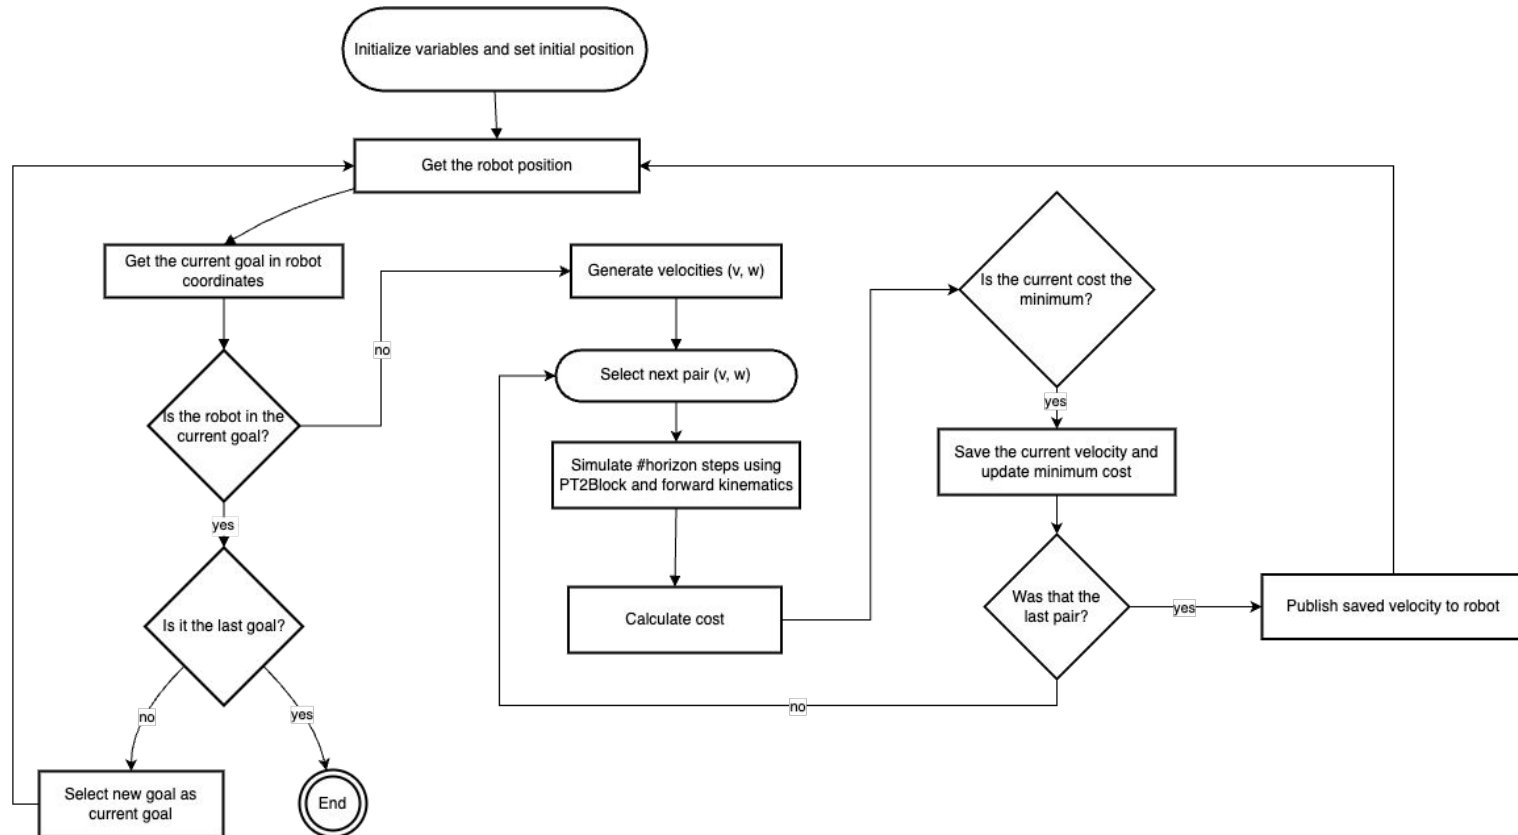 Initialize variables and set initial position
Get the robot position
Get the current goal in robot
coordinates
Is the robot in the
current goal?
no
yes
Is it the last goal?
no
yes
Select new goal as
current goal
End
Generate velocities (v, w)
Select next pair (v, w)
Simulate #horizon steps using
PT2Block and forward kinematics
Calculate cost
Is the current cost the
minimum?
yes
Save the current velocity and
update minimum cost
Was that the
last pair?
yes
no
Publish saved velocity to robot